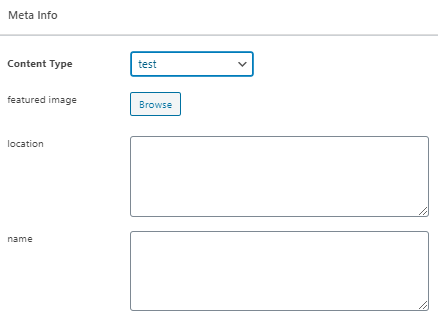 Meta Info
Content Type
test
featured image
Browse
location
name